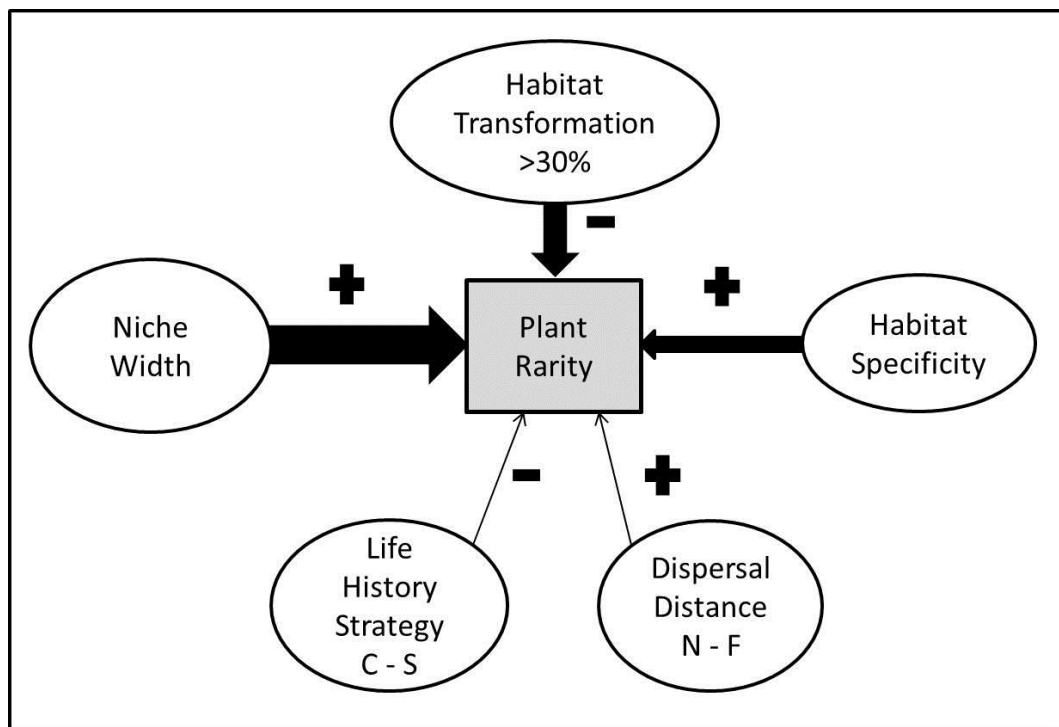 Habitat
Transformation
>30%
-
+
Niche
Width
Plant
Rarity
+
Habitat
Specificity
-
+
Life
History
Strategy
C - S
Dispersal
Distance
N - F